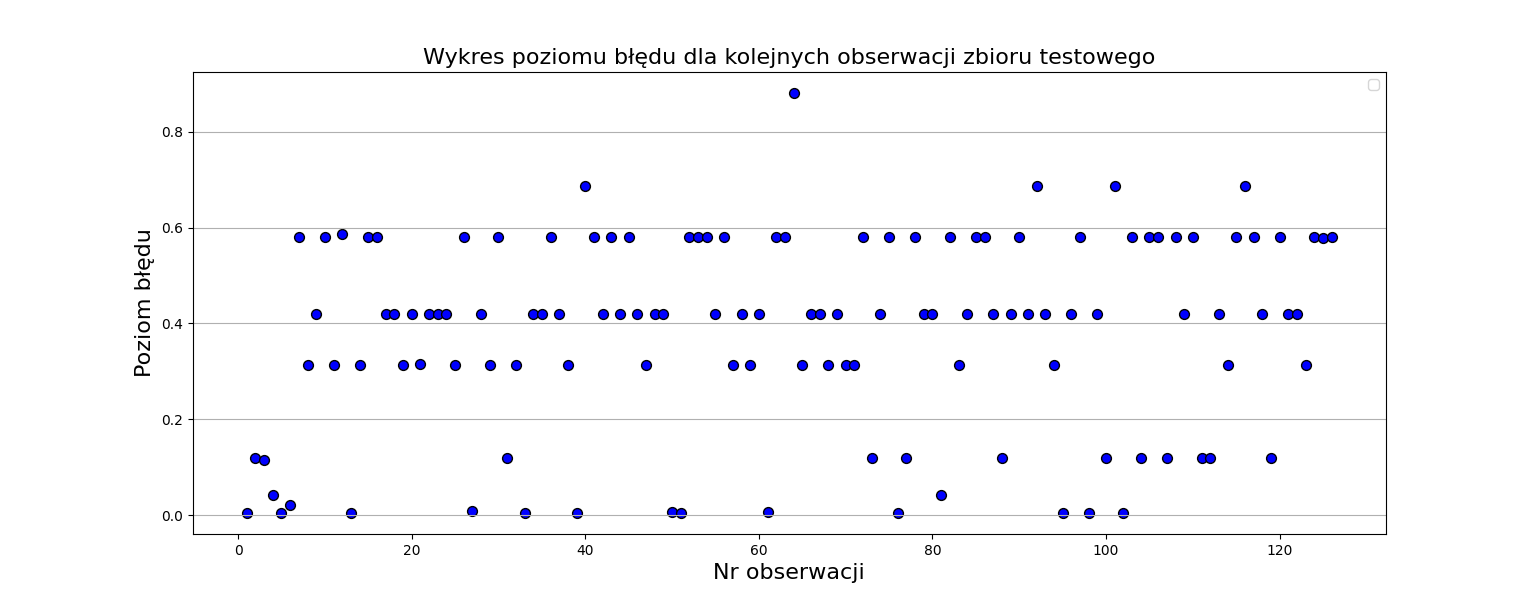 Wykres poziomu błędu dla kolejnych obserwacji zbioru testowego
Poziom błędu
0.8
0.6
0.4
0.2
0.0
0 20 40 60 80 100 120
Nr obserwacji